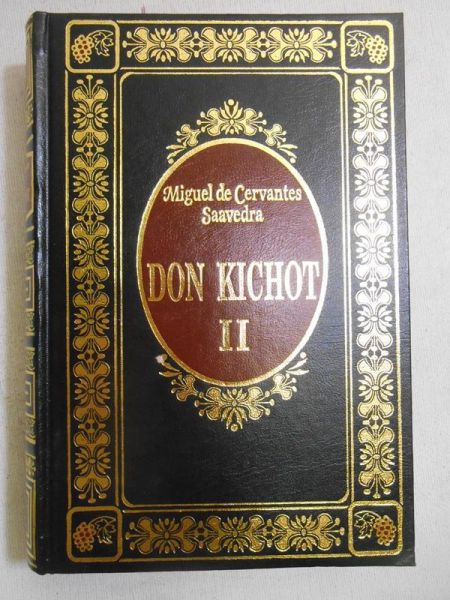 Miguel de Cervantes
Saavedra
DON KICHOT
II